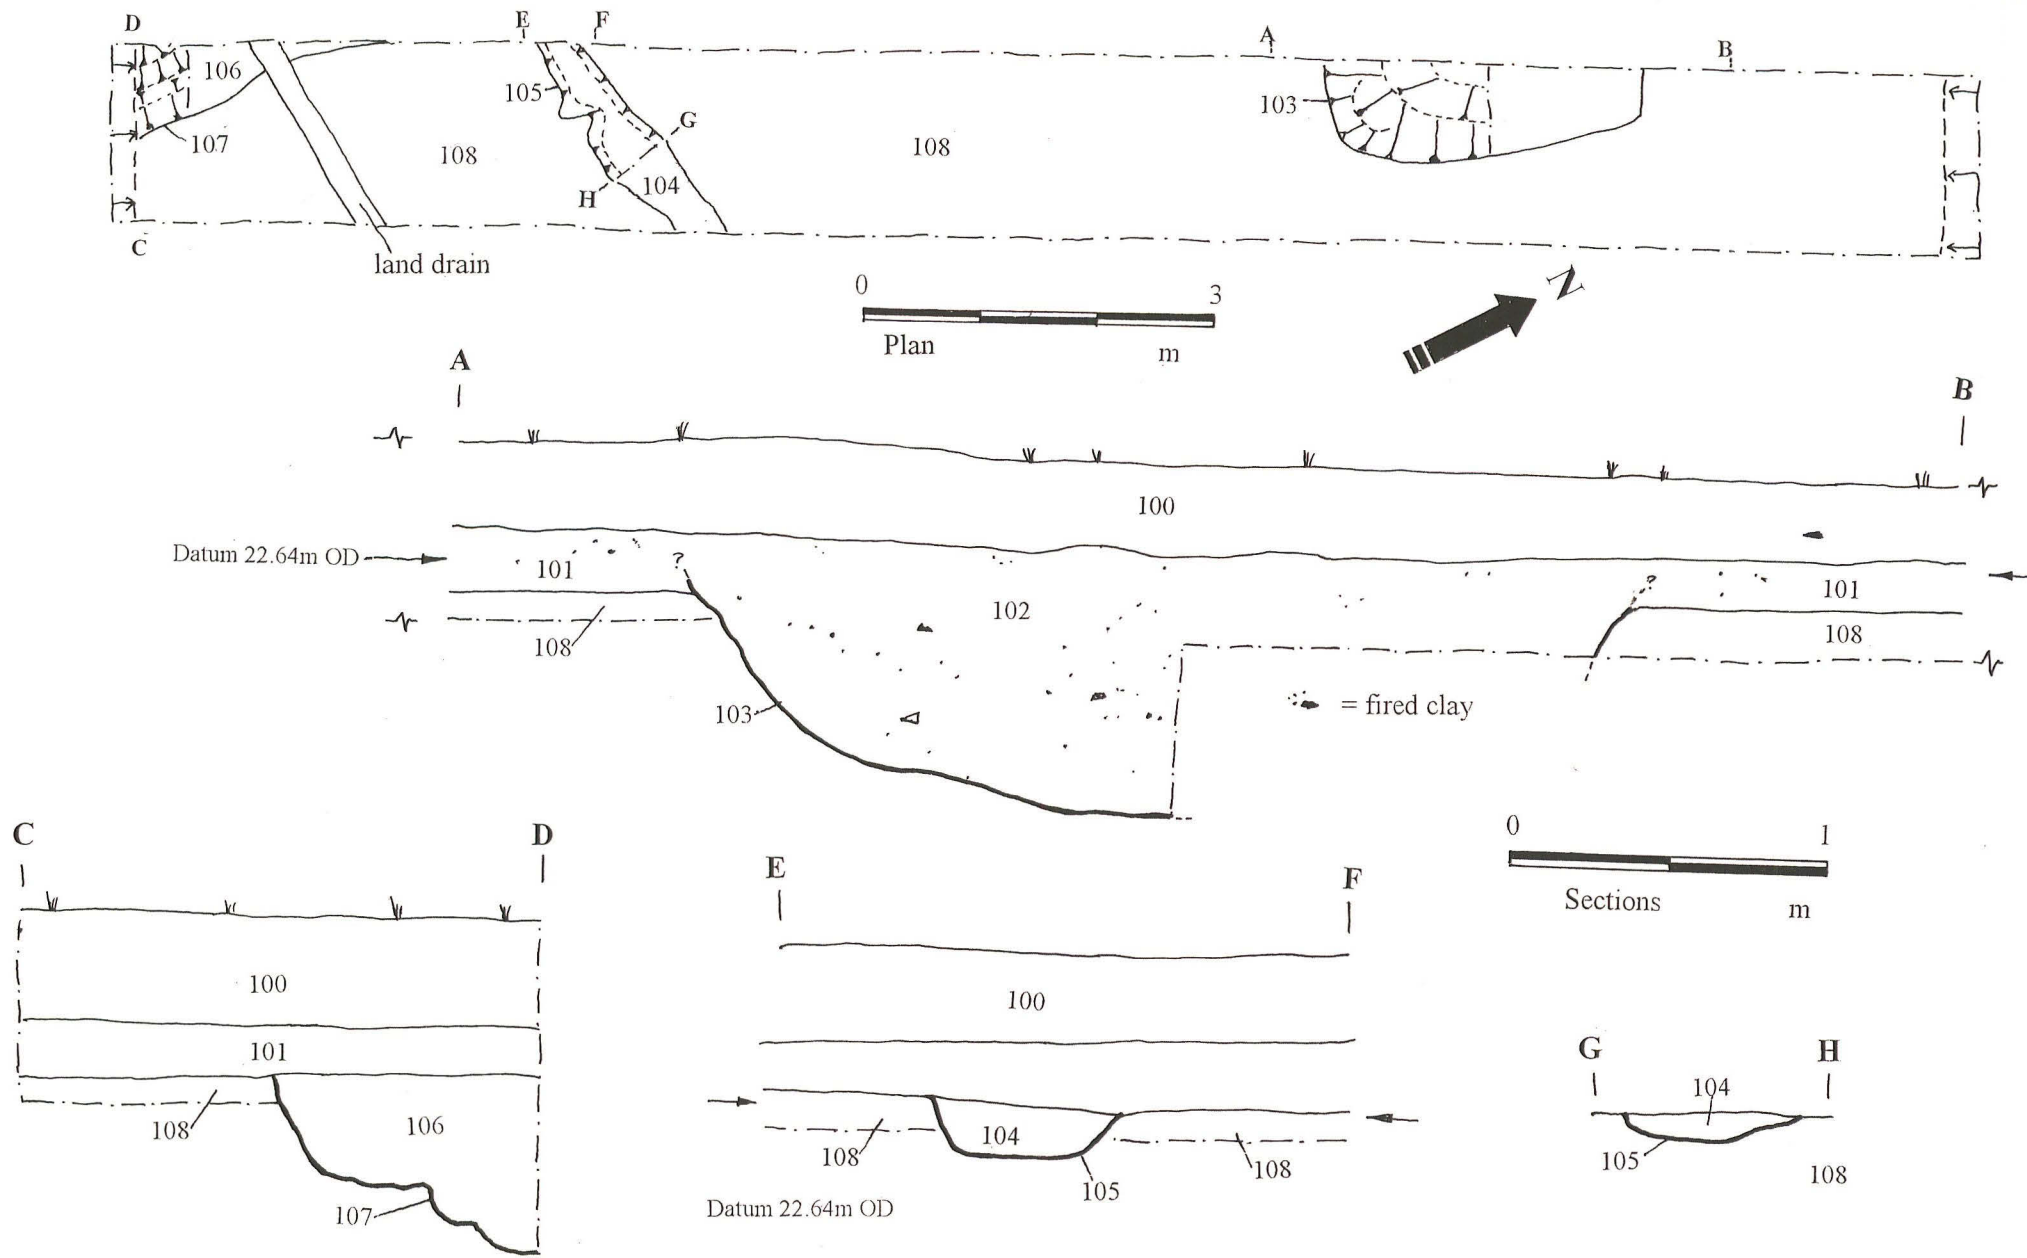 D
E
F
A
B
106
105
103
107
G
108
108
H
104
C
land drain
0
3
Plan
m
N
A
B
100
Datum 22.64m OD
101
?
?
101
102
108
108
103
= fired clay
C
D
E
F
0
1
Sections
m
100
100
101
G
H
104
108
106
104
108
108
105
105
108
107
Datum 22.64m OD